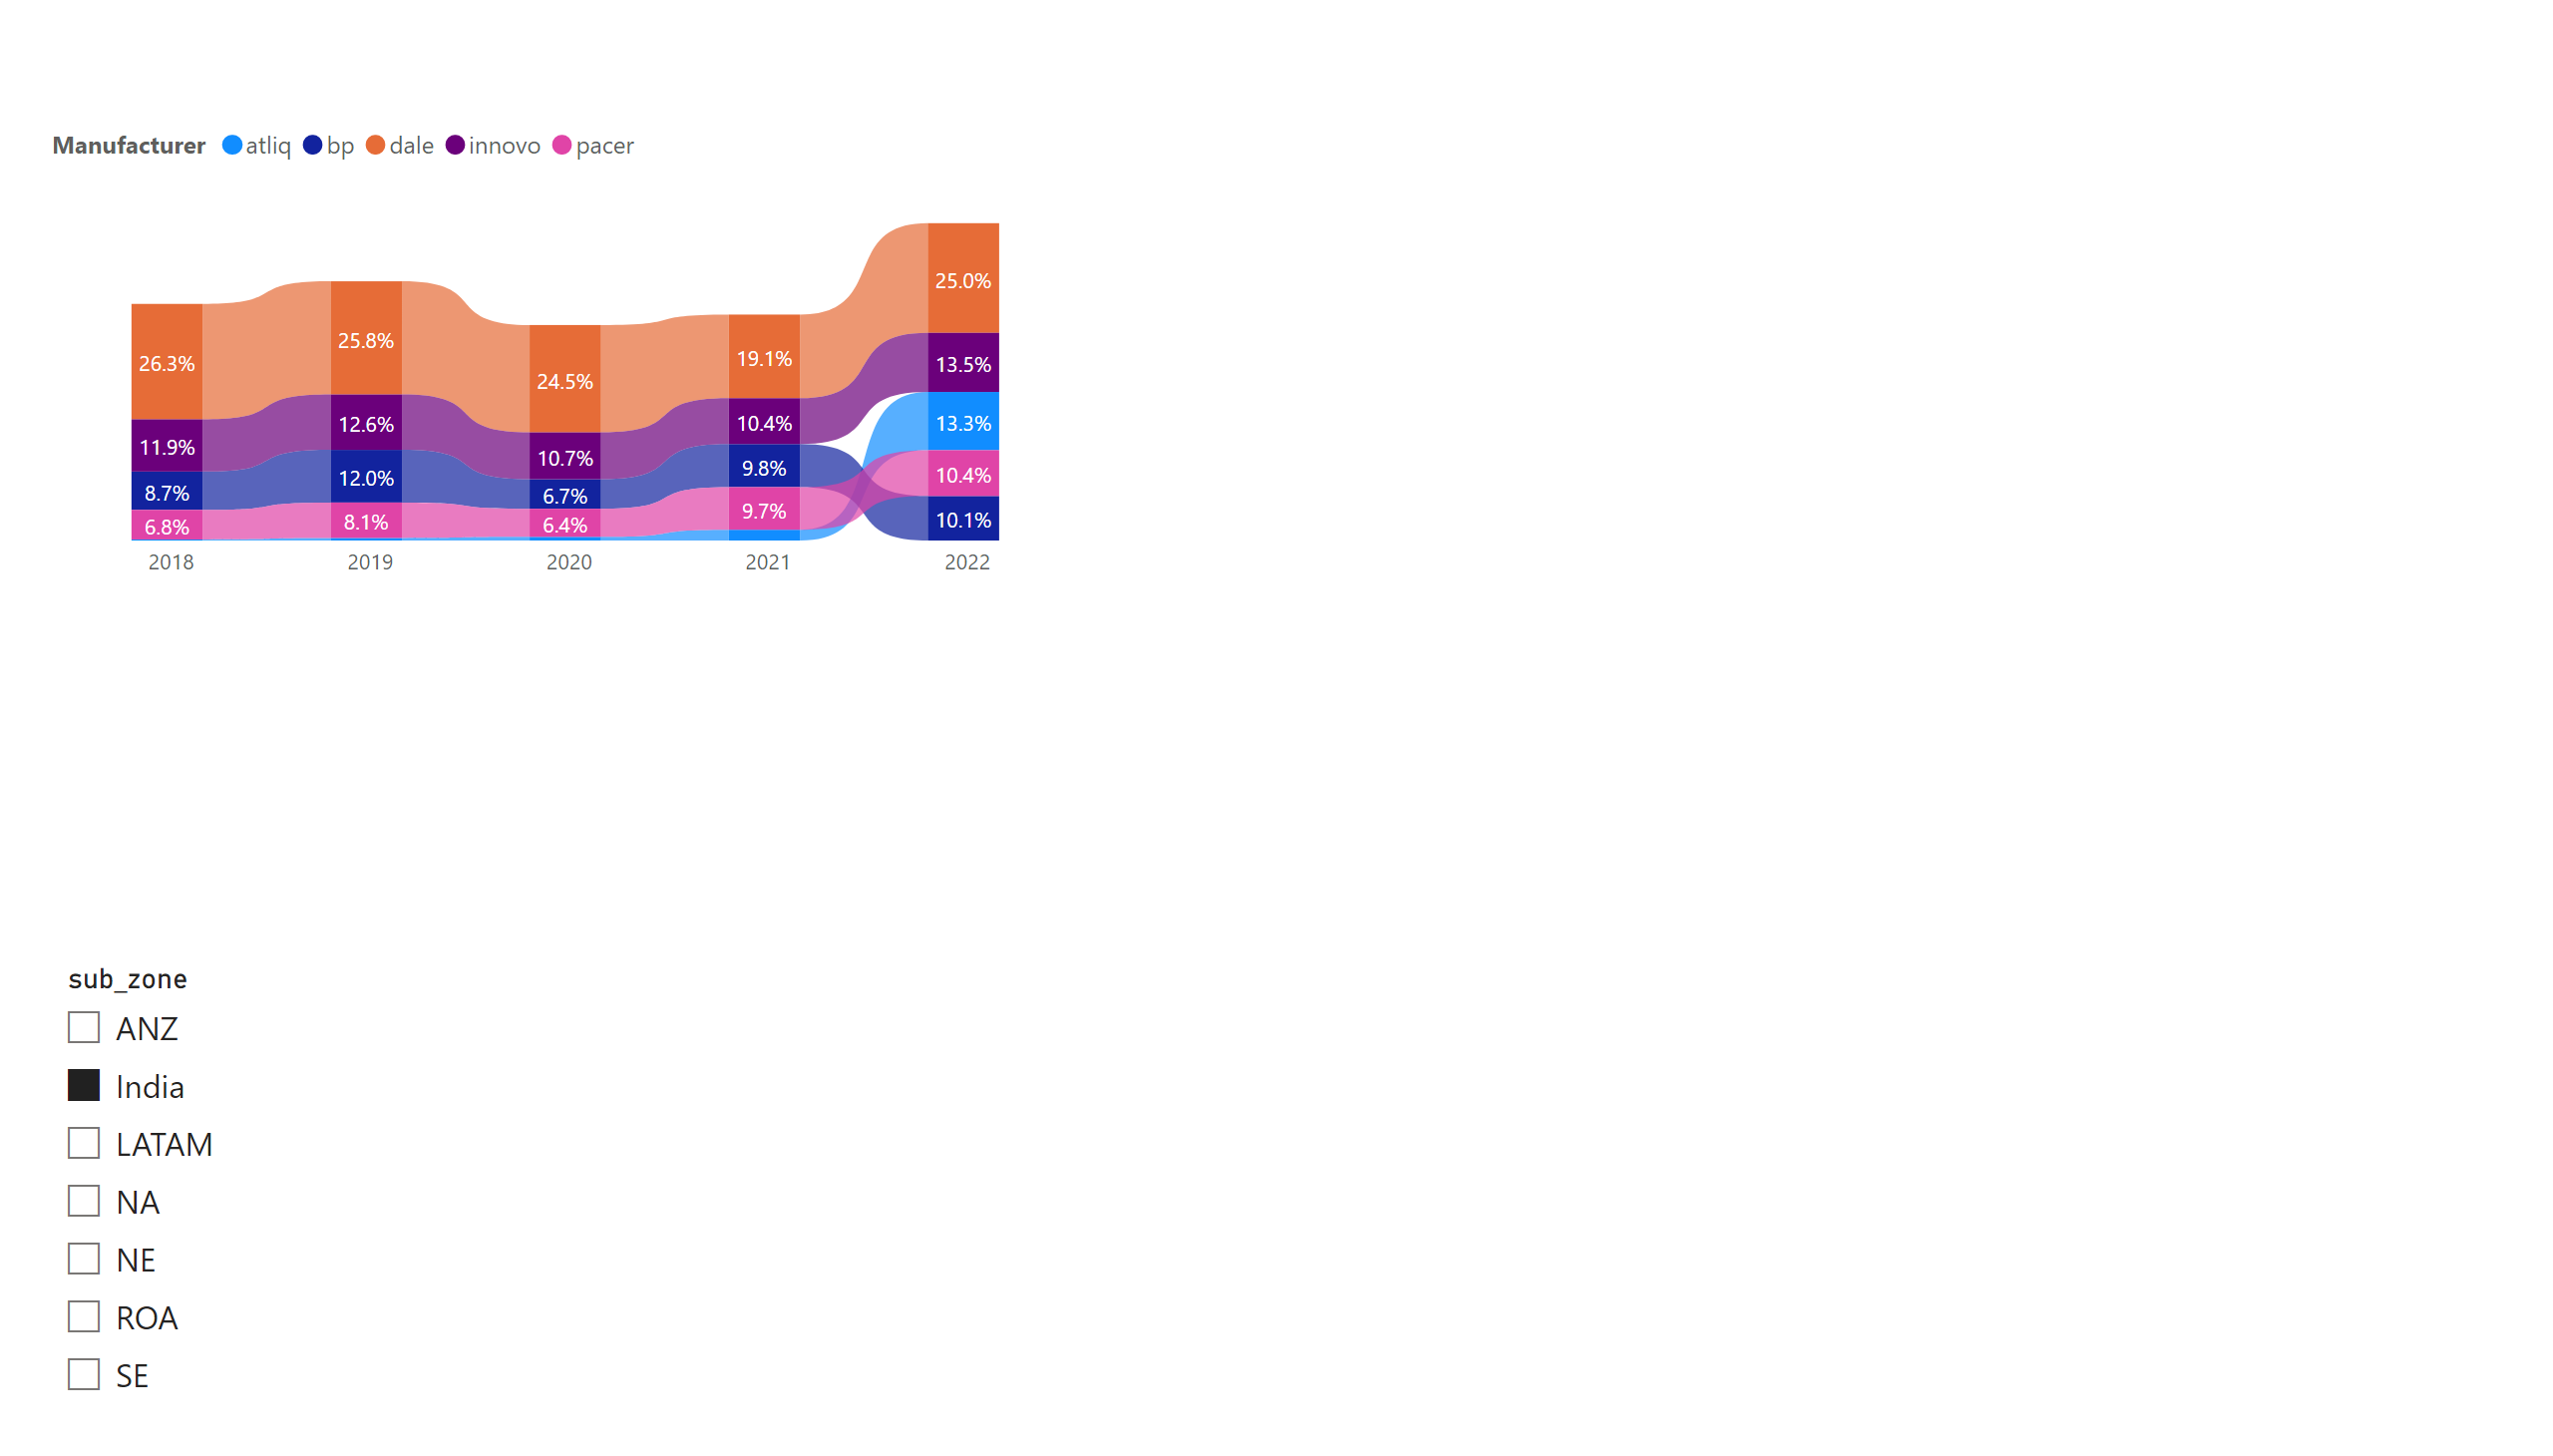 Manufacturer atliq bp dale innovo pacer
26.3%
11.9%
8.7%
6.8%
25.8%
12.6%
12.0%
8.1%
24.5%
10.7%
6.7%
6.4%
19.1%
10.4%
9.8%
9.7%
25.0%
13.5%
13.3%
10.4%
10.1%
2018 2019 2020 2021 2022
sub_zone
ANZ
India
LATAM
NA
NE
ROA
SE